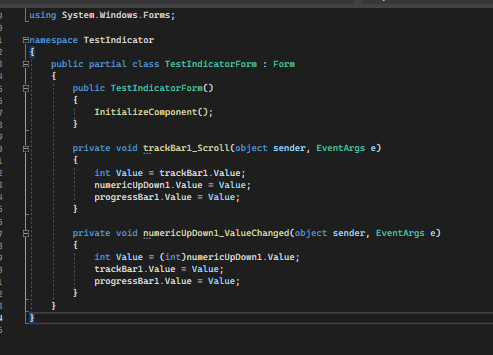 using System.Windows.Forms;
namespace TestIndicator
{
public partial class TestIndicatorForm : Form
{
public TestIndicatorForm()
{
InitializeComponent();
}
private void trackBar1_Scroll(object sender, EventArgs e)
{
int Value = trackBar1.Value;
numericUpDown1.Value = Value;
progressBar1.Value = Value;
}
private void numericUpDown1_ValueChanged(object sender, EventArgs e)
{
int Value = (int)numericUpDown1.Value;
trackBar1.Value = Value;
progressBar1.Value = Value;
}
}
}